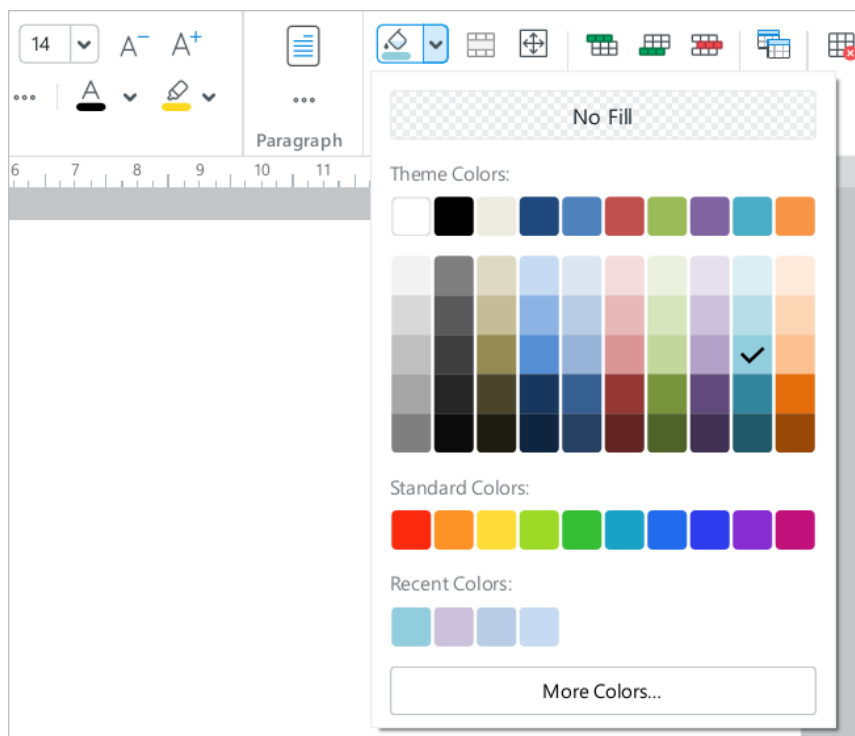 14
A⁻ A⁺
A
Paragraph
6 7 8 9 10 11
No Fill
Theme Colors:
Standard Colors:
Recent Colors:
More Colors...